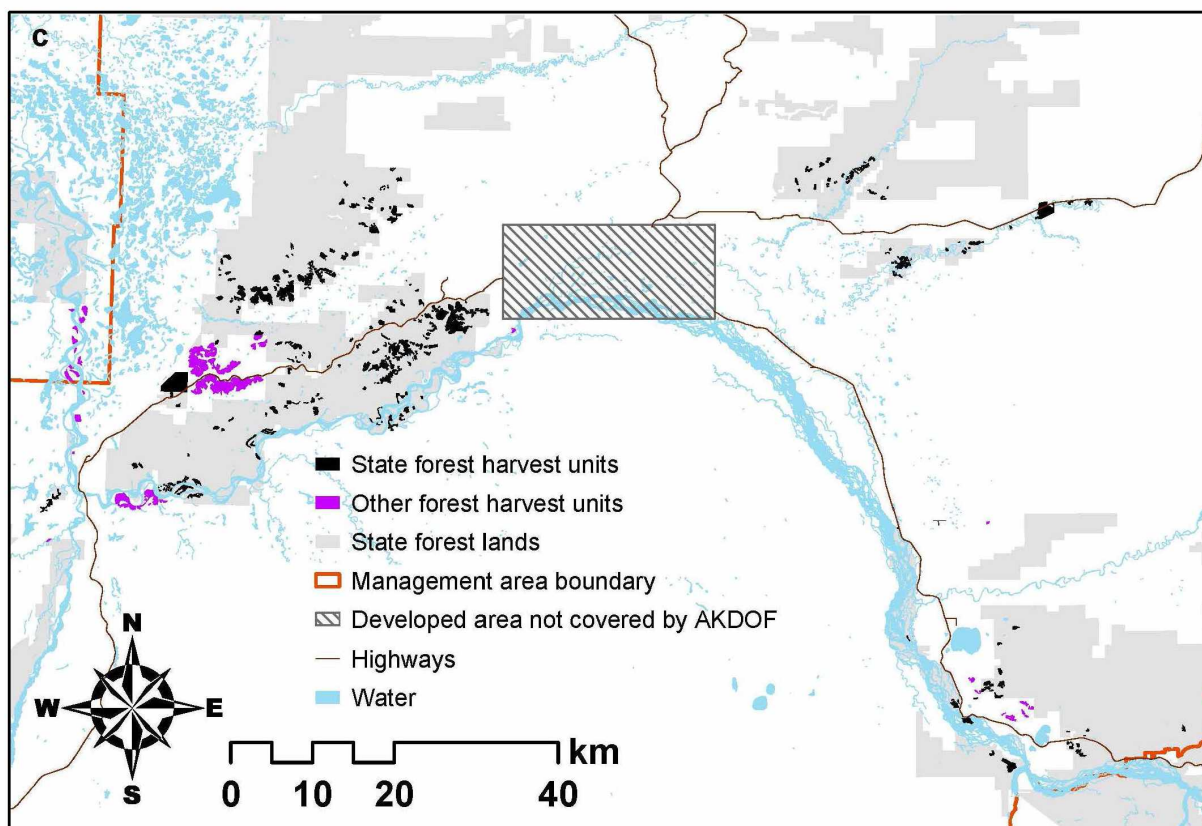 C
State forest harvest units
Other forest harvest units
State forest lands
Management area boundary
Developed area not covered by AKDOF
Highways
Water
N
W E
S
km
0 10 20 40